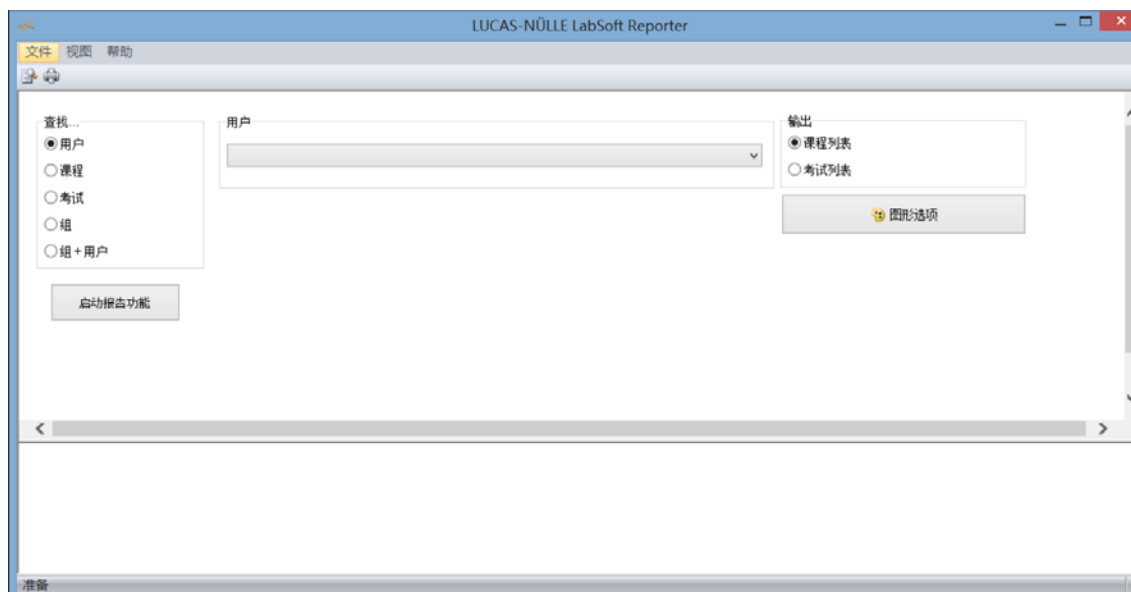 LUCAS-NÜLLE LabSoft Reporter
文件 视图 帮助
查找...
用户
课程
考试
组
组+用户
启动报告功能
用户
输出
课程列表
考试列表
图形选项
准备